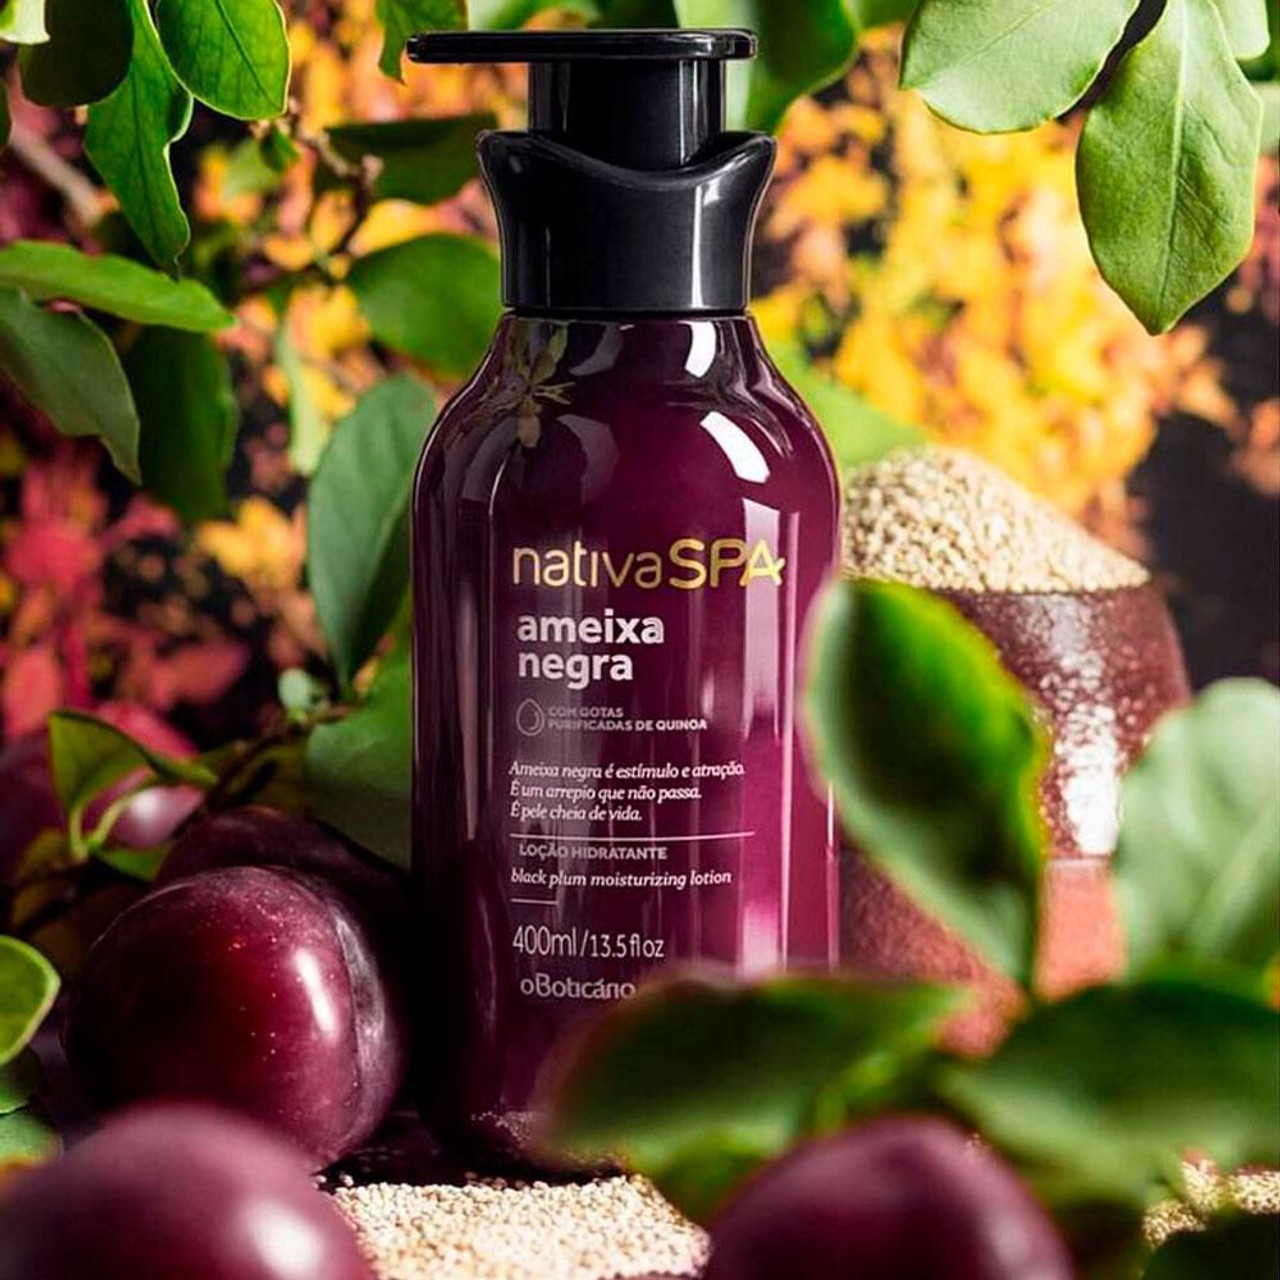 nativaSPA
ameixa
negra
COM GOTAS
PURIFICADAS DE QUINOA
Ameixa negra é estímulo e atração.
É um arrepio que não passa.
É pele cheia de vida.
LOÇÃO HIDRATANTE
black plum moisturizing lotion
400ml/13.5 fl oz
oBoticário